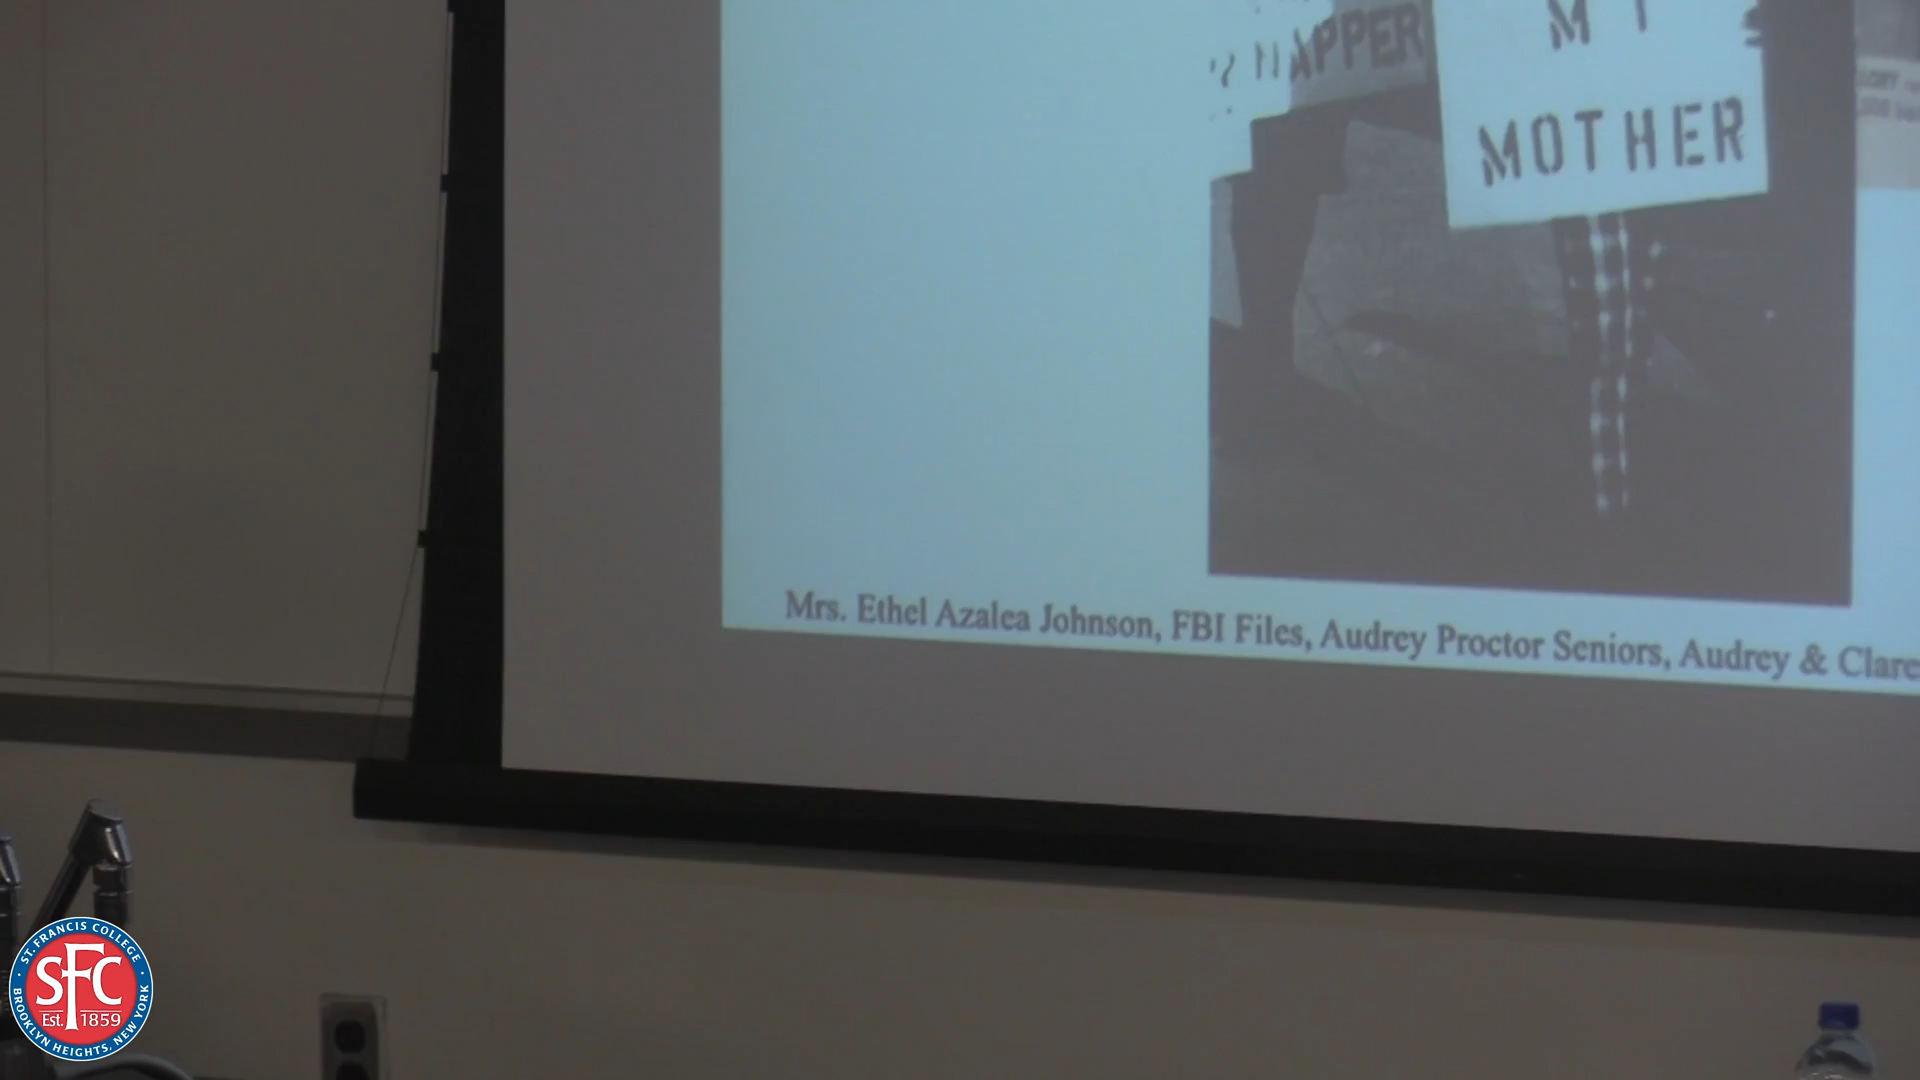 M Y
MOTHER
Mrs. Ethel Azalea Johnson, FBI Files, Audrey Proctor Seniors, Audrey & Clare
ST. FRANCIS COLLEGE
SFC
Est. 1859
BROOKLYN HEIGHTS, NEW YORK